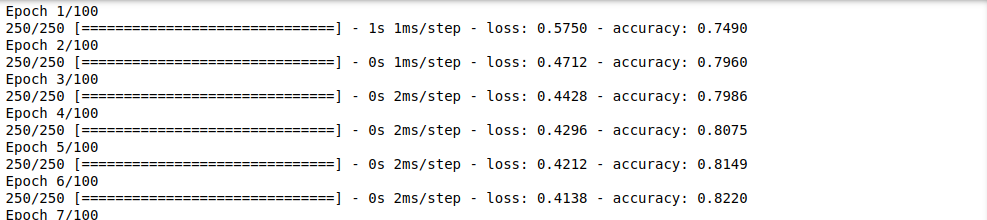 Epoch 1/100
250/250 [==============================] - 1s 1ms/step - loss: 0.5750 - accuracy: 0.7490
Epoch 2/100
250/250 [==============================] - 0s 1ms/step - loss: 0.4712 - accuracy: 0.7960
Epoch 3/100
250/250 [==============================] - 0s 2ms/step - loss: 0.4428 - accuracy: 0.7986
Epoch 4/100
250/250 [==============================] - 0s 2ms/step - loss: 0.4296 - accuracy: 0.8075
Epoch 5/100
250/250 [==============================] - 0s 2ms/step - loss: 0.4212 - accuracy: 0.8149
Epoch 6/100
250/250 [==============================] - 0s 2ms/step - loss: 0.4138 - accuracy: 0.8220
Epoch 7/100